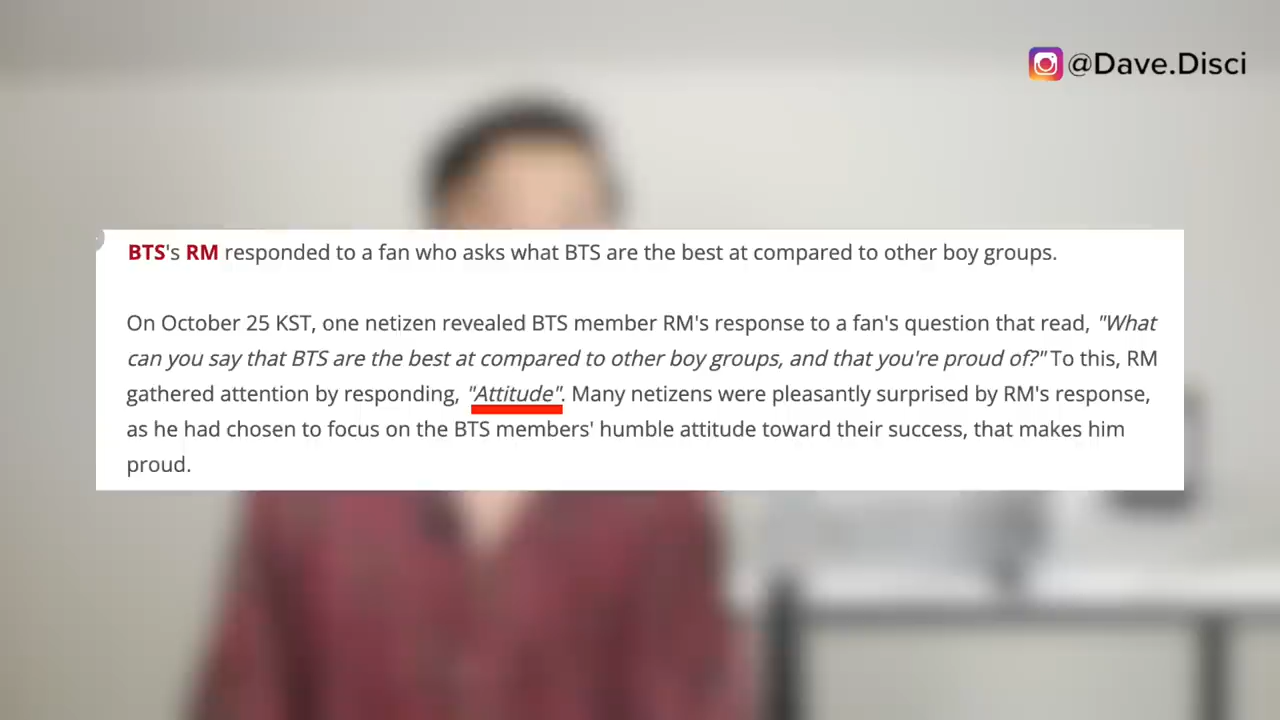 @Dave.Disci
BTS's RM responded to a fan who asks what BTS are the best at compared to other boy groups.
On October 25 KST, one netizen revealed BTS member RM's response to a fan's question that read, "What
can you say that BTS are the best at compared to other boy groups, and that you're proud of?" To this, RM
gathered attention by responding, "Attitude". Many netizens were pleasantly surprised by RM's response,
as he had chosen to focus on the BTS members' humble attitude toward their success, that makes him
proud.